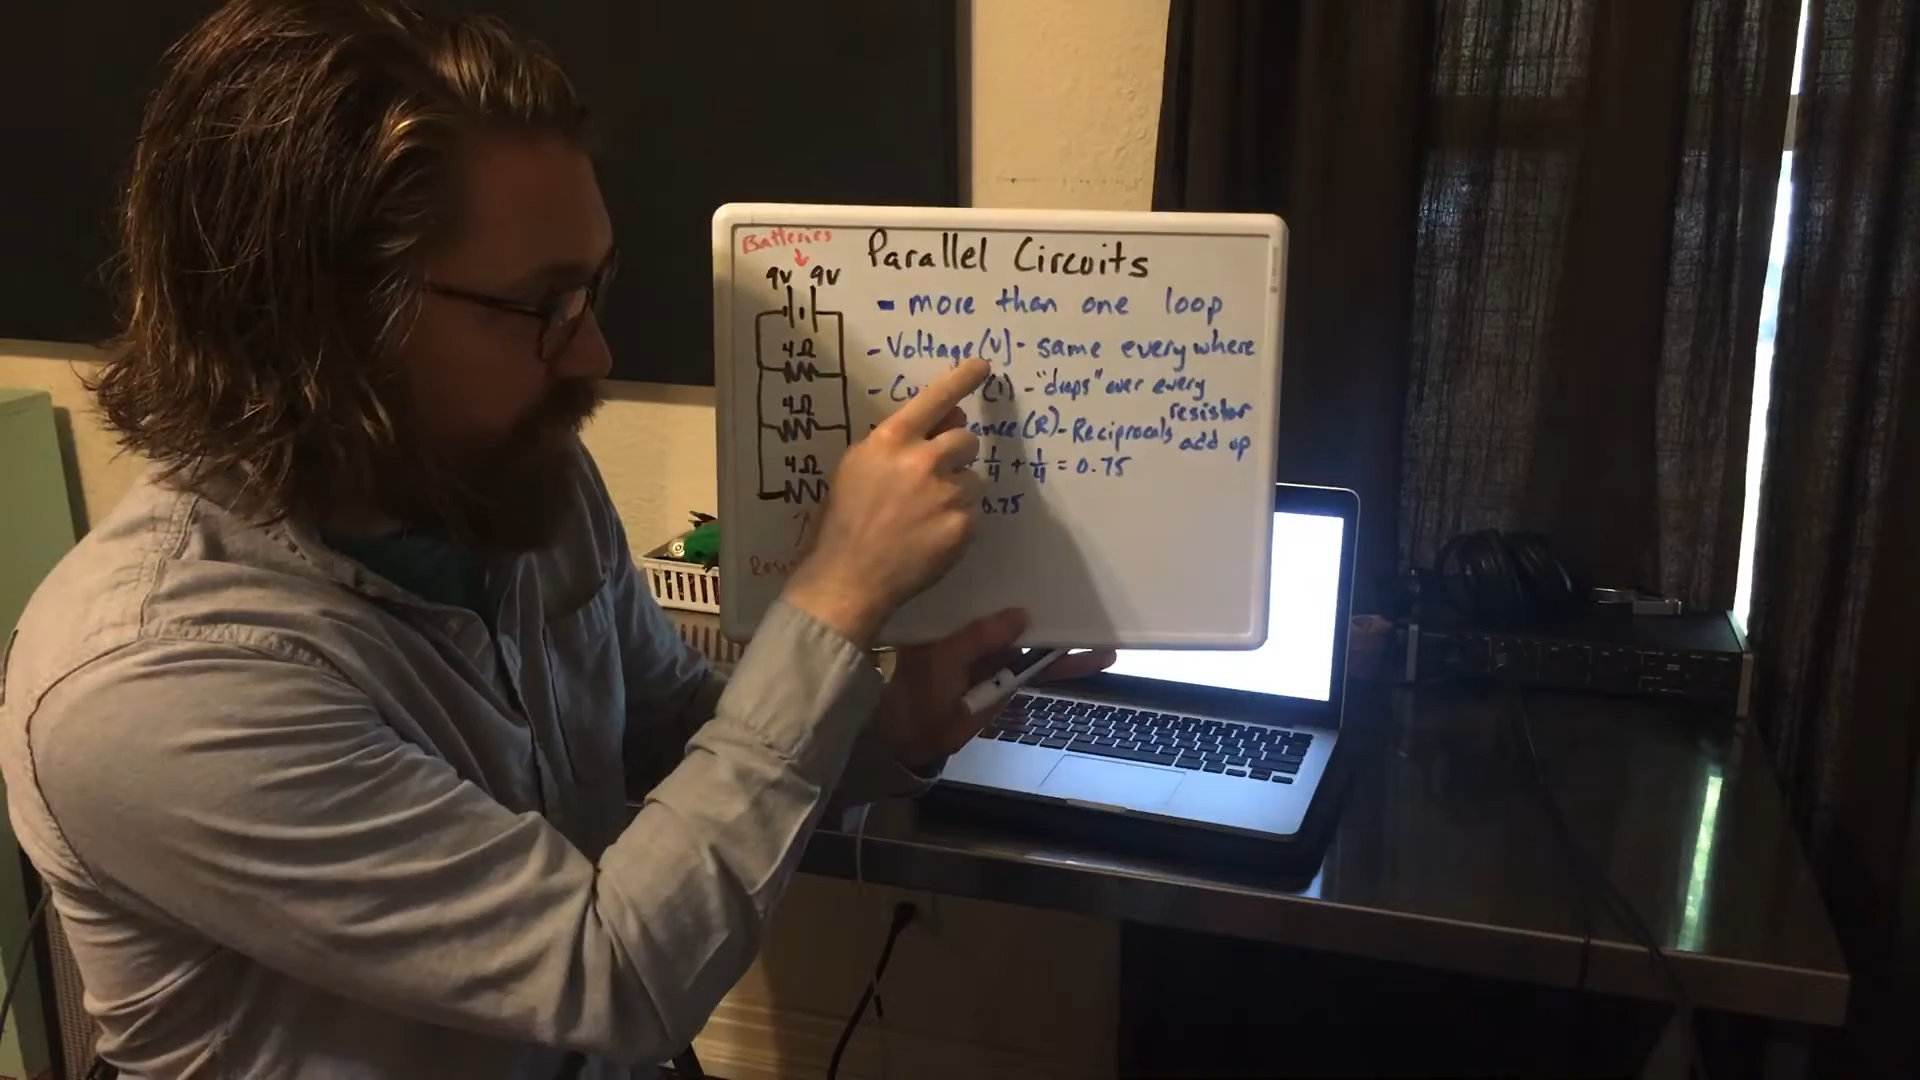 Batteries
9V 9V
4Ω
4Ω
4Ω
Parallel Circuits
- more than one loop
- Voltage (V) - same everywhere
- (I) - "drops" over every resistor
(R) - Reciprocals add up
1/4 + 1/4 = 0.75
0.75